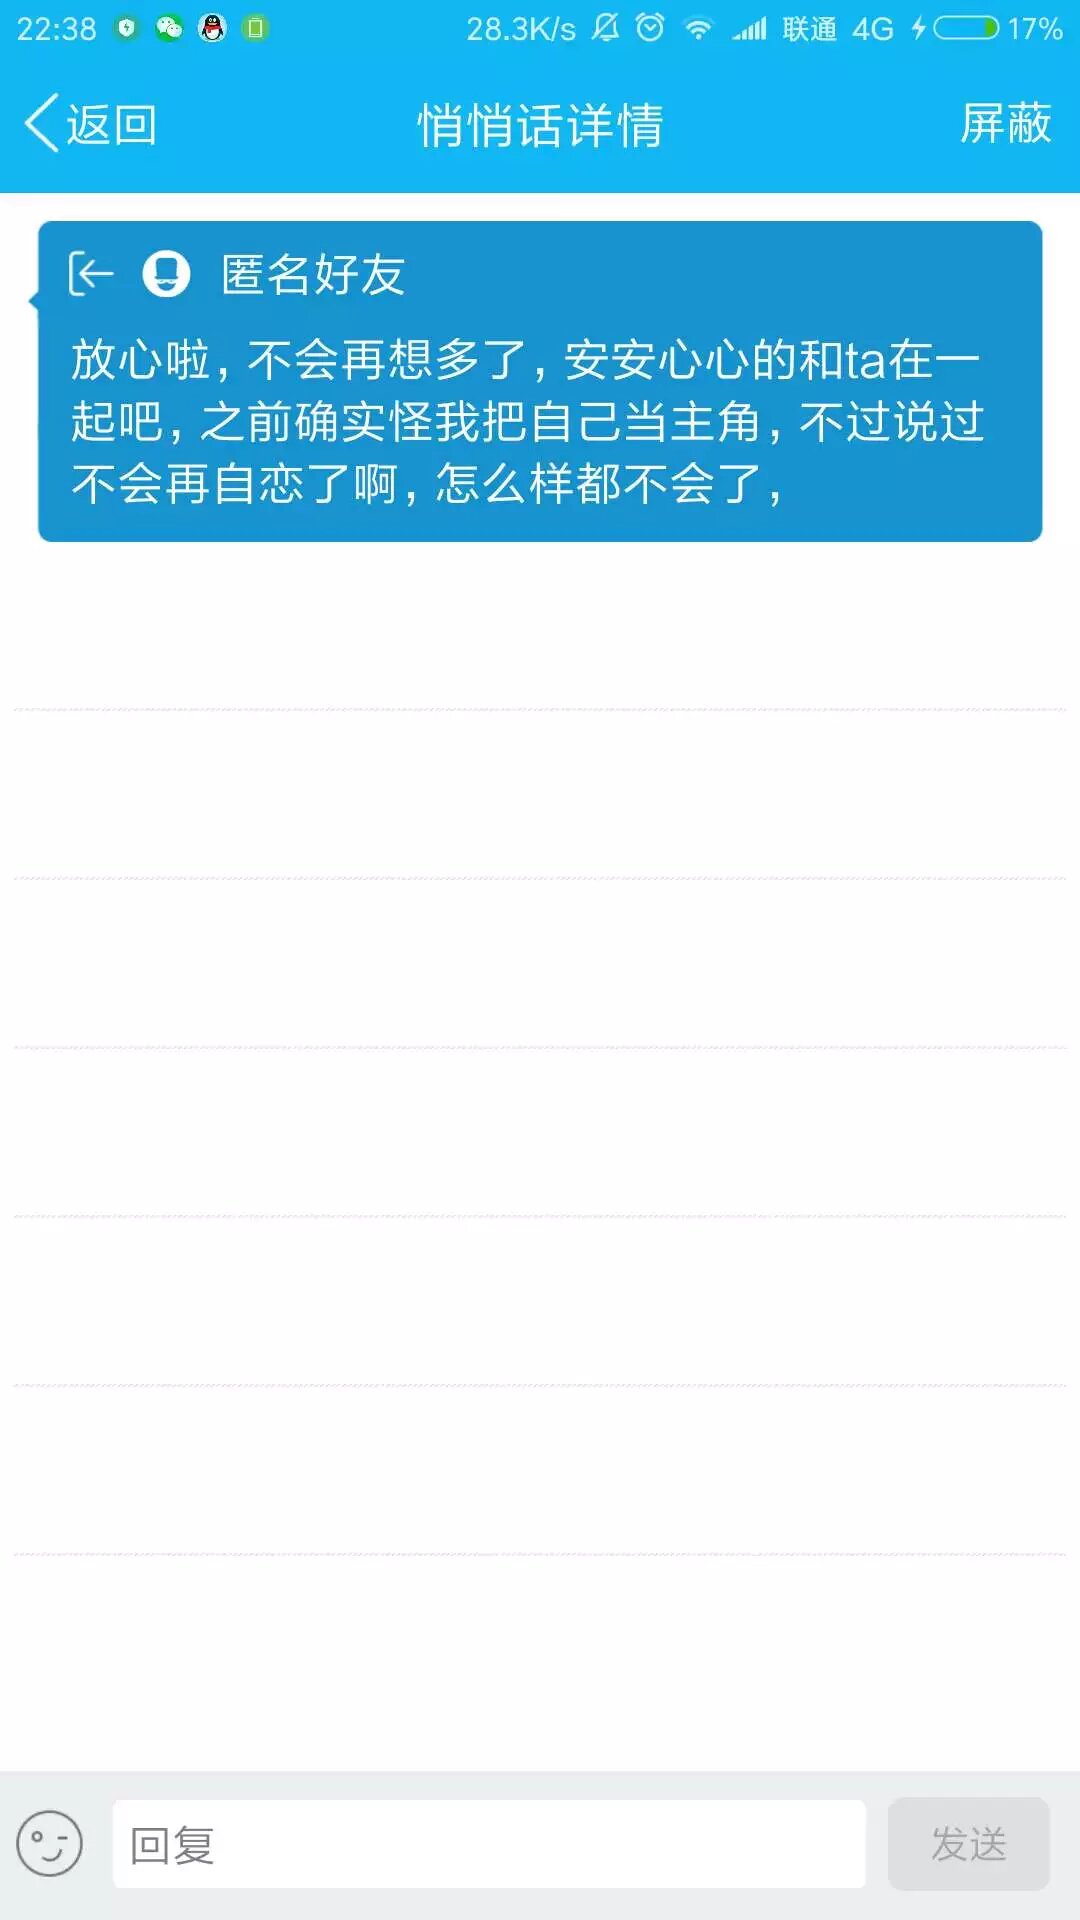 22:38 28.3K/s 联通 4G 17%
返回 悄悄话详情 屏蔽
匿名好友
放心啦，不会再想多了，安安心心的和ta在一
起吧，之前确实怪我把自己当主角，不过说过
不会再自恋了啊，怎么样都不会了，
回复 发送